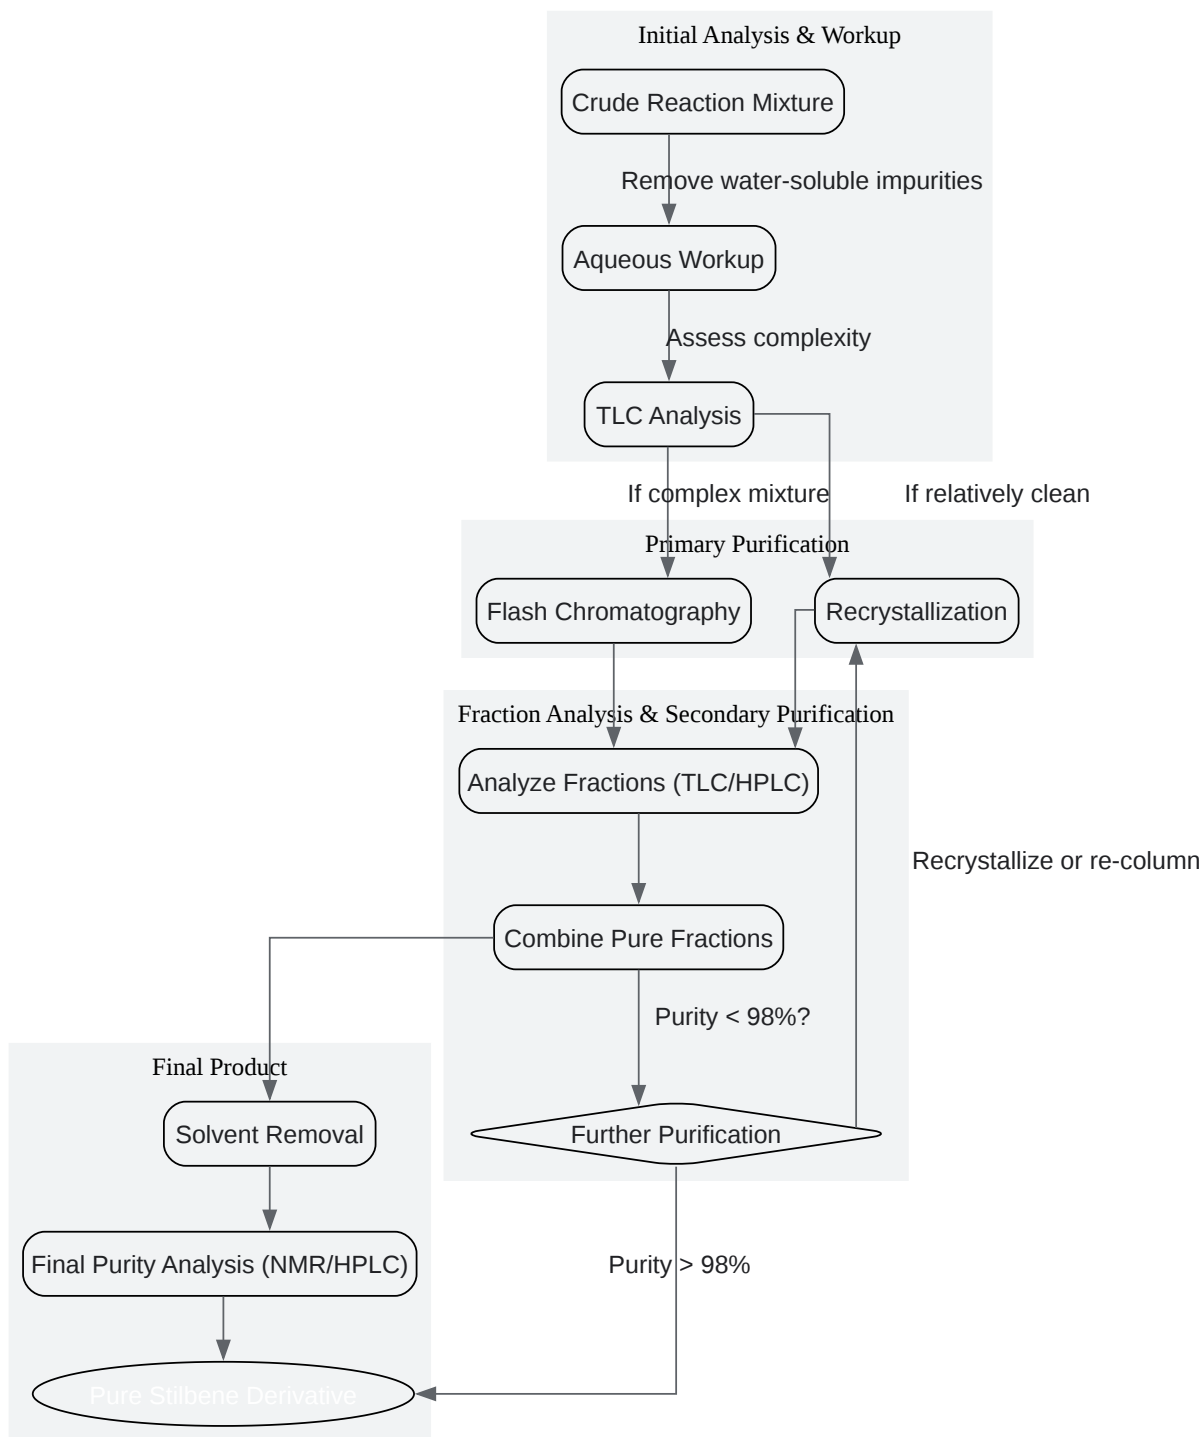 Initial Analysis & Workup
Crude Reaction Mixture
Remove water-soluble impurities
Aqueous Workup
Assess complexity
TLC Analysis
If complex mixture
If relatively clean
Primary Purification
Flash Chromatography
Recrystallization
Fraction Analysis & Secondary Purification
Analyze Fractions (TLC/HPLC)
Recrystallize or re-column
Combine Pure Fractions
Purity < 98%?
Final Product
Solvent Removal
Further Purification
Final Purity Analysis (NMR/HPLC)
Purity > 98%
Pure Stilbene Derivative